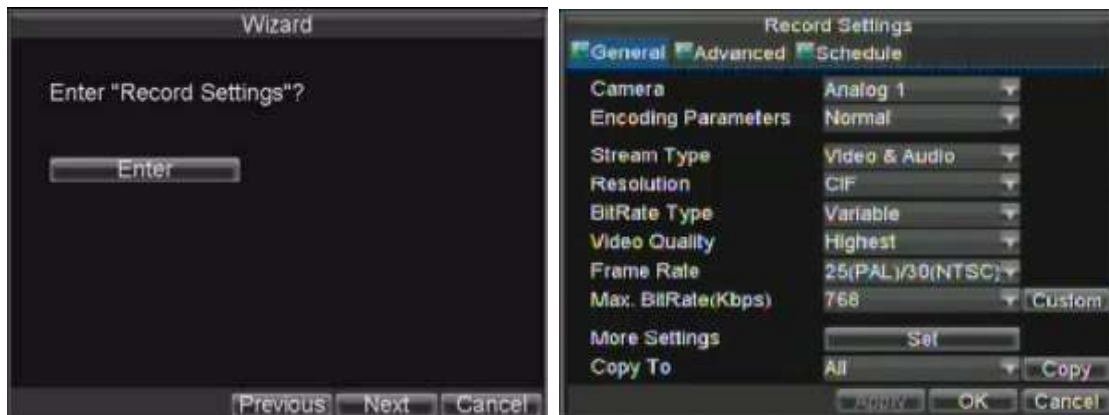 Wizard
Enter "Record Settings"?
Enter
Previous Next Cancel
Record Settings
General Advanced Schedule
Camera Analog 1
Encoding Parameters Normal
Stream Type Video & Audio
Resolution CIF
BitRate Type Variable
Video Quality Highest
Frame Rate 25(PAL)/30(NTSC)
Max. BitRate(Kbps) 768 Custom
More Settings Set
Copy To All Copy
Apply OK Cancel